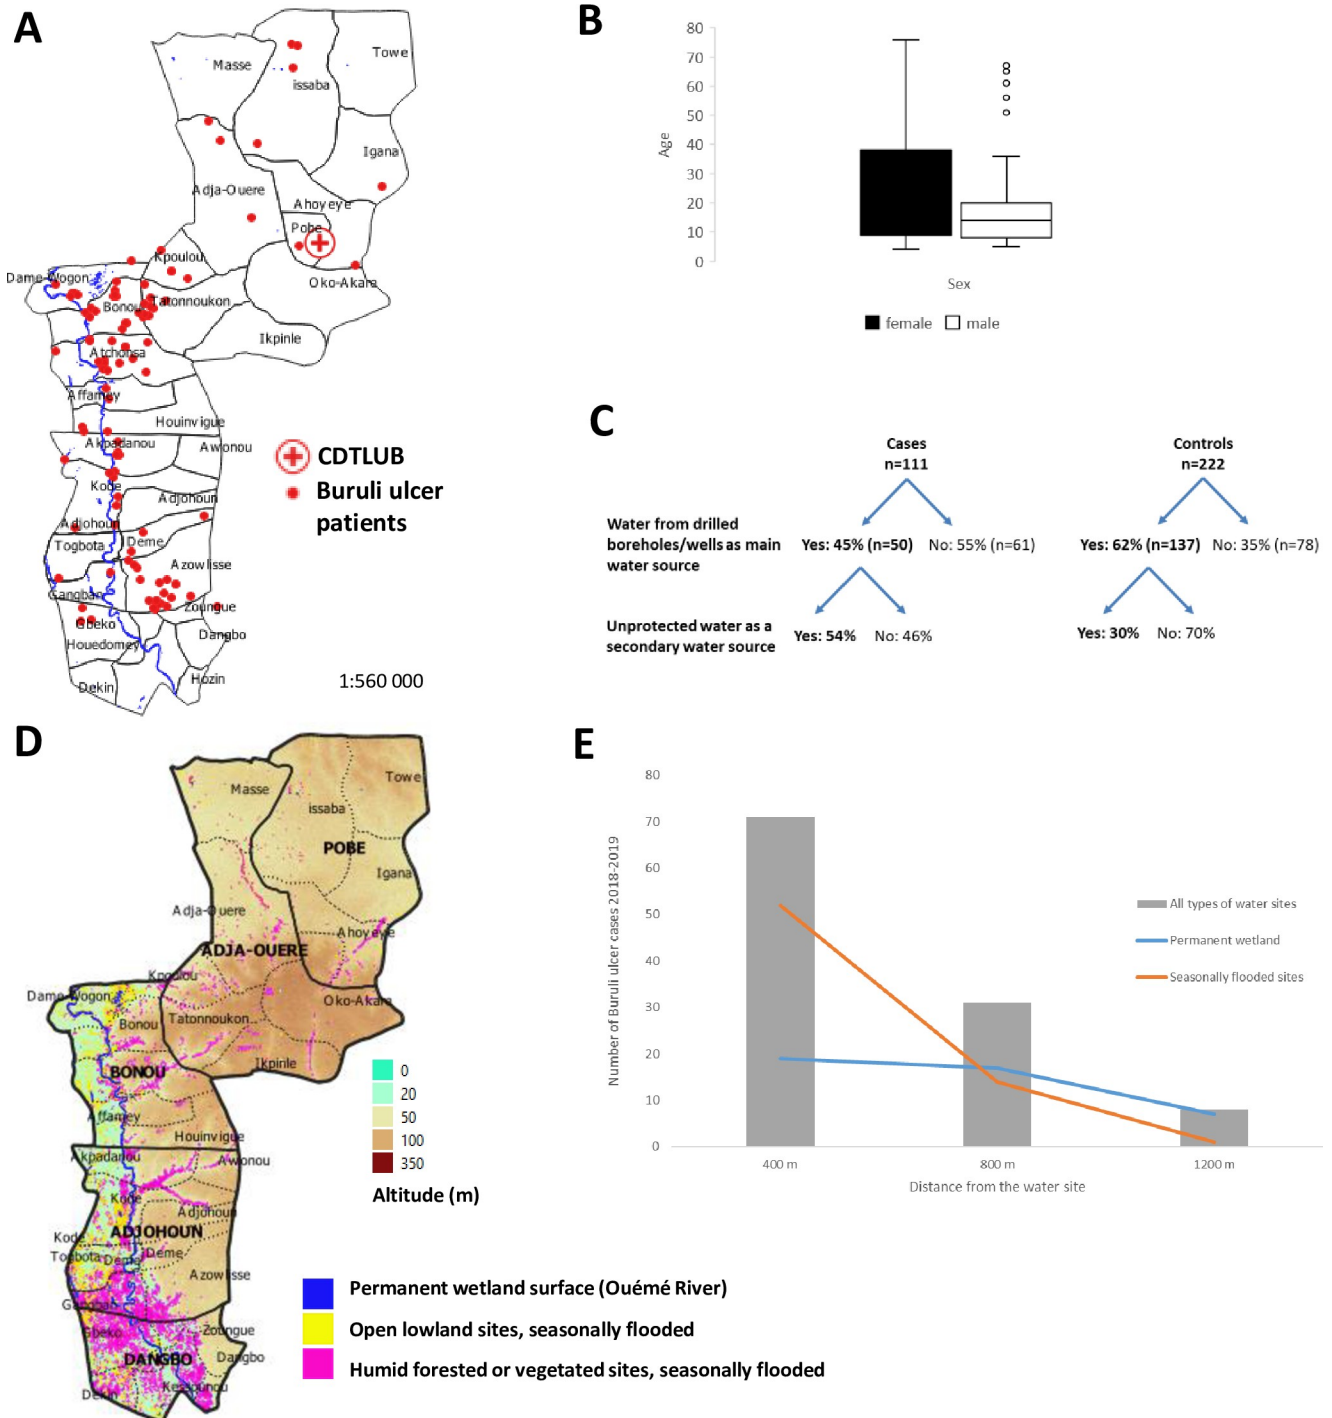 A
Masse
Towe
issaba
Igana
Adja-Ouere
Ahoyeye
Pobe
Kpoulou
Dame-Wogon
Oko-Akara
Bonou
Tatonnoukon
Ikpinle
Atchonsa
Affamey
Houinvigue
Akpadanou
Awonou
Kode
Adjohoun
Adjohoun
Togbota
Deme
Azowlisse
Gangban
Zoungue
Gbeko
Dangbo
Houedomey
Hozin
Dekin
CDTLUB
Buruli ulcer
patients
1:560 000
B
80
70
60
50
40
30
20
10
0
Age
Sex
female
male
C
Cases
n=111
Controls
n=222
Water from drilled
boreholes/wells as main
water source
Yes: 45% (n=50)
No: 55% (n=61)
Yes: 62% (n=137)
No: 35% (n=78)
Unprotected water as a
secondary water source
Yes: 54%
No: 46%
Yes: 30%
No: 70%
D
Masse
Towe
issaba
POBE
Igana
Adja-Ouere
Ahoyeye
ADJA-OUERE
Kpoulou
Dame-Wogon
Oko-Akara
Bonou
Tatonnoukon
Ikpinle
BONOU
Affamey
Houinvigue
Akpadanou
Awonou
Kode
Adjohoun
ADJOHOUN
Kode
Togbota
Deme
Deme
Azowlisse
Gangban
Gbeko
Zoungue
DANGBO
Dangbo
Kessounou
Dekin
0
20
50
100
350
Altitude (m)
Permanent wetland surface (Ouémé River)
Open lowland sites, seasonally flooded
Humid forested or vegetated sites, seasonally flooded
E
80
70
60
50
40
30
20
10
0
Number of Buruli ulcer cases 2018-2019
400 m
800 m
1200 m
Distance from the water site
All types of water sites
Permanent wetland
Seasonally flooded sites